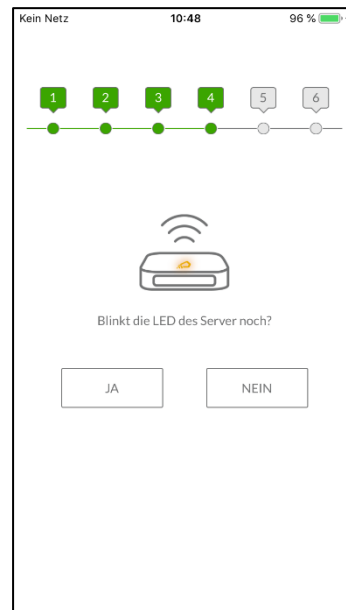 Kein Netz 10:48 96 %
1 2 3 4 5 6
Blinkt die LED des Server noch?
JA NEIN